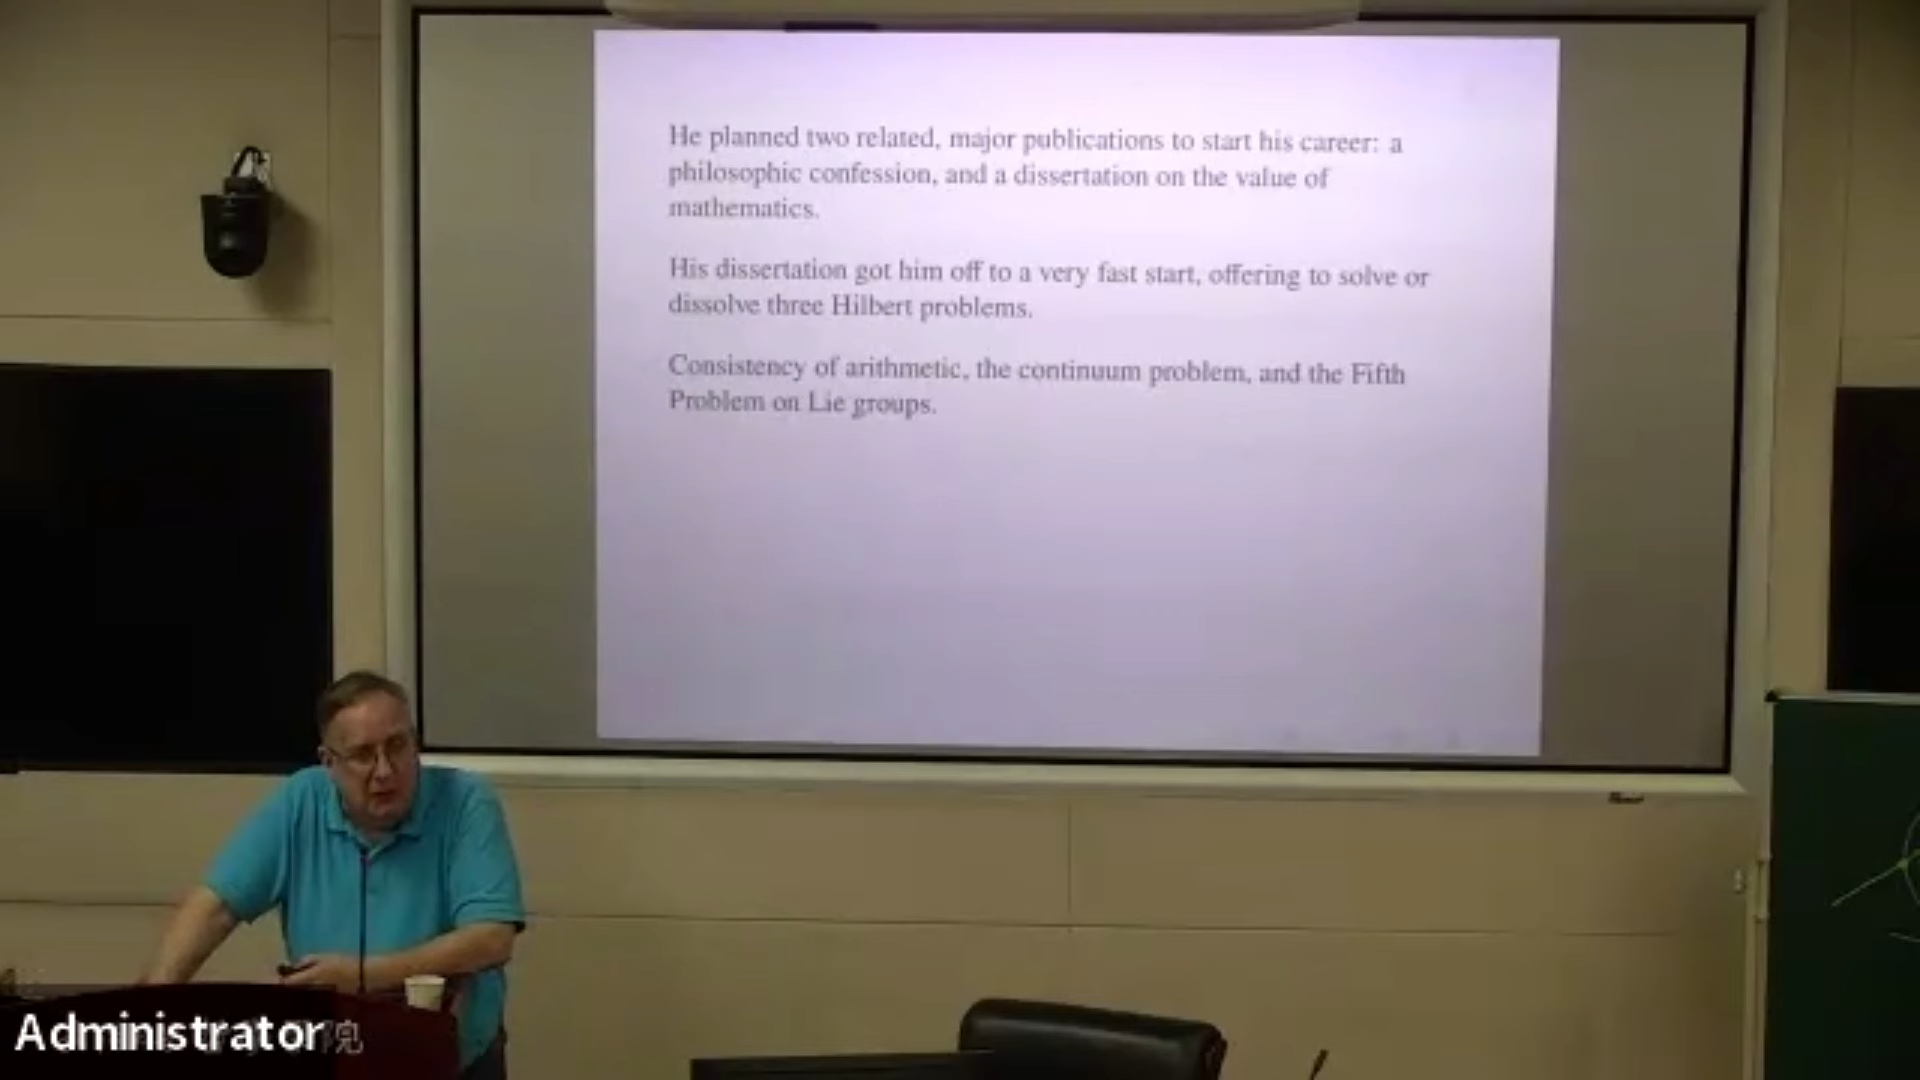 He planned two related, major publications to start his career: a
philosophic confession, and a dissertation on the value of
mathematics.
His dissertation got him off to a very fast start, offering to solve or
dissolve three Hilbert problems.
Consistency of arithmetic, the continuum problem, and the Fifth
Problem on Lie groups.
Administrator